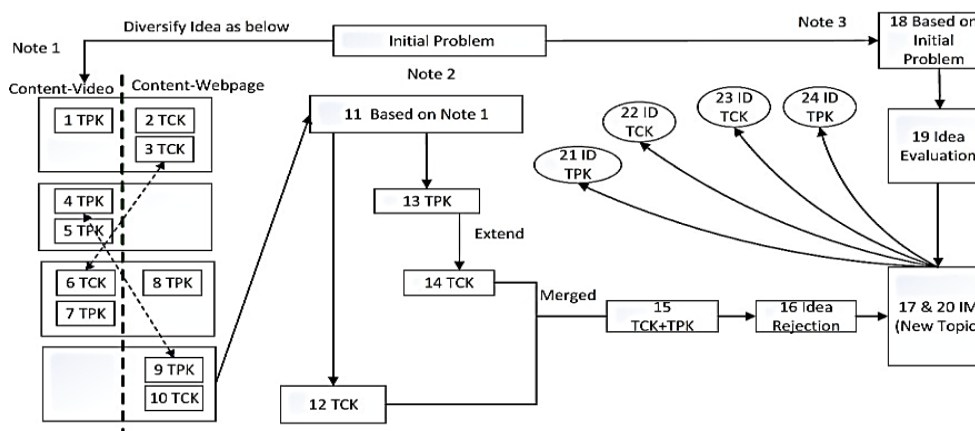 Diversify Idea as below
Initial Problem
Note 3
18 Based on
Initial
Problem
Note 1
Note 2
Content-Video
Content-Webpage
1 TPK
2 TCK
3 TCK
4 TPK
5 TPK
6 TCK
7 TPK
8 TPK
9 TPK
10 TCK
11 Based on Note 1
13 TPK
Extend
14 TCK
12 TCK
Merged
15
TCK+TPK
16 Idea
Rejection
17 & 20 IM
(New Topic
19 Idea
Evaluation
21 ID
TPK
22 ID
TCK
23 ID
TCK
24 ID
TPK